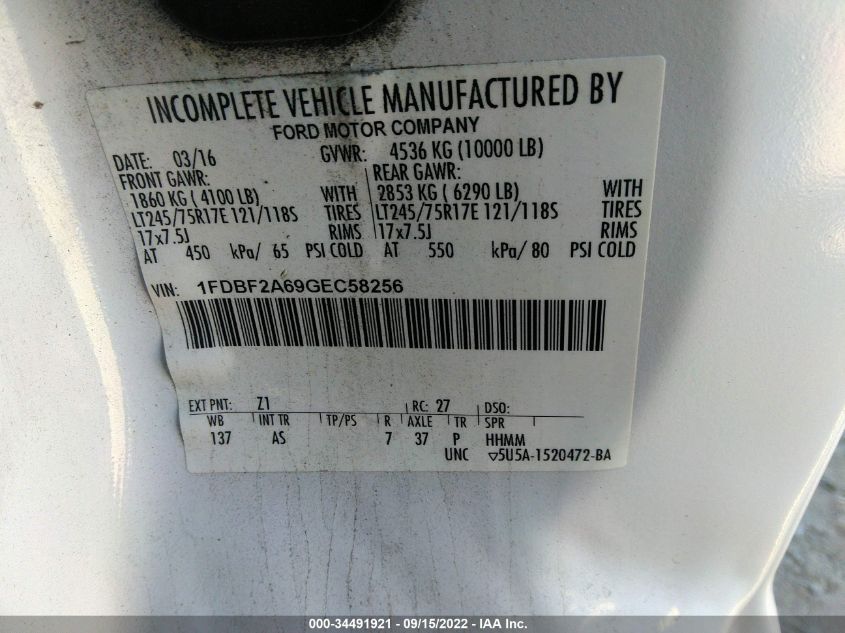 INCOMPLETE VEHICLE MANUFACTURED BY
FORD MOTOR COMPANY
DATE: 03/16 GVWR: 4536 KG (10000 LB)
FRONT GAWR: REAR GAWR:
1860 KG ( 4100 LB) WITH 2853 KG ( 6290 LB) WITH
LT245/75R17E 121/118S TIRES LT245/75R17E 121/118S TIRES
17x7.5J RIMS 17x7.5J RIMS
AT 450 kPa/ 65 PSI COLD AT 550 kPa/ 80 PSI COLD
VIN: 1FDBF2A69GEC58256
EXT PNT: Z1 RC: 27 DSO:
WB INT TR TP/PS R AXLE TR SPR
137 AS 7 37 P HHMM
UNC ▽5U5A-1520472-BA
000-34491921 - 09/15/2022 - IAA Inc.